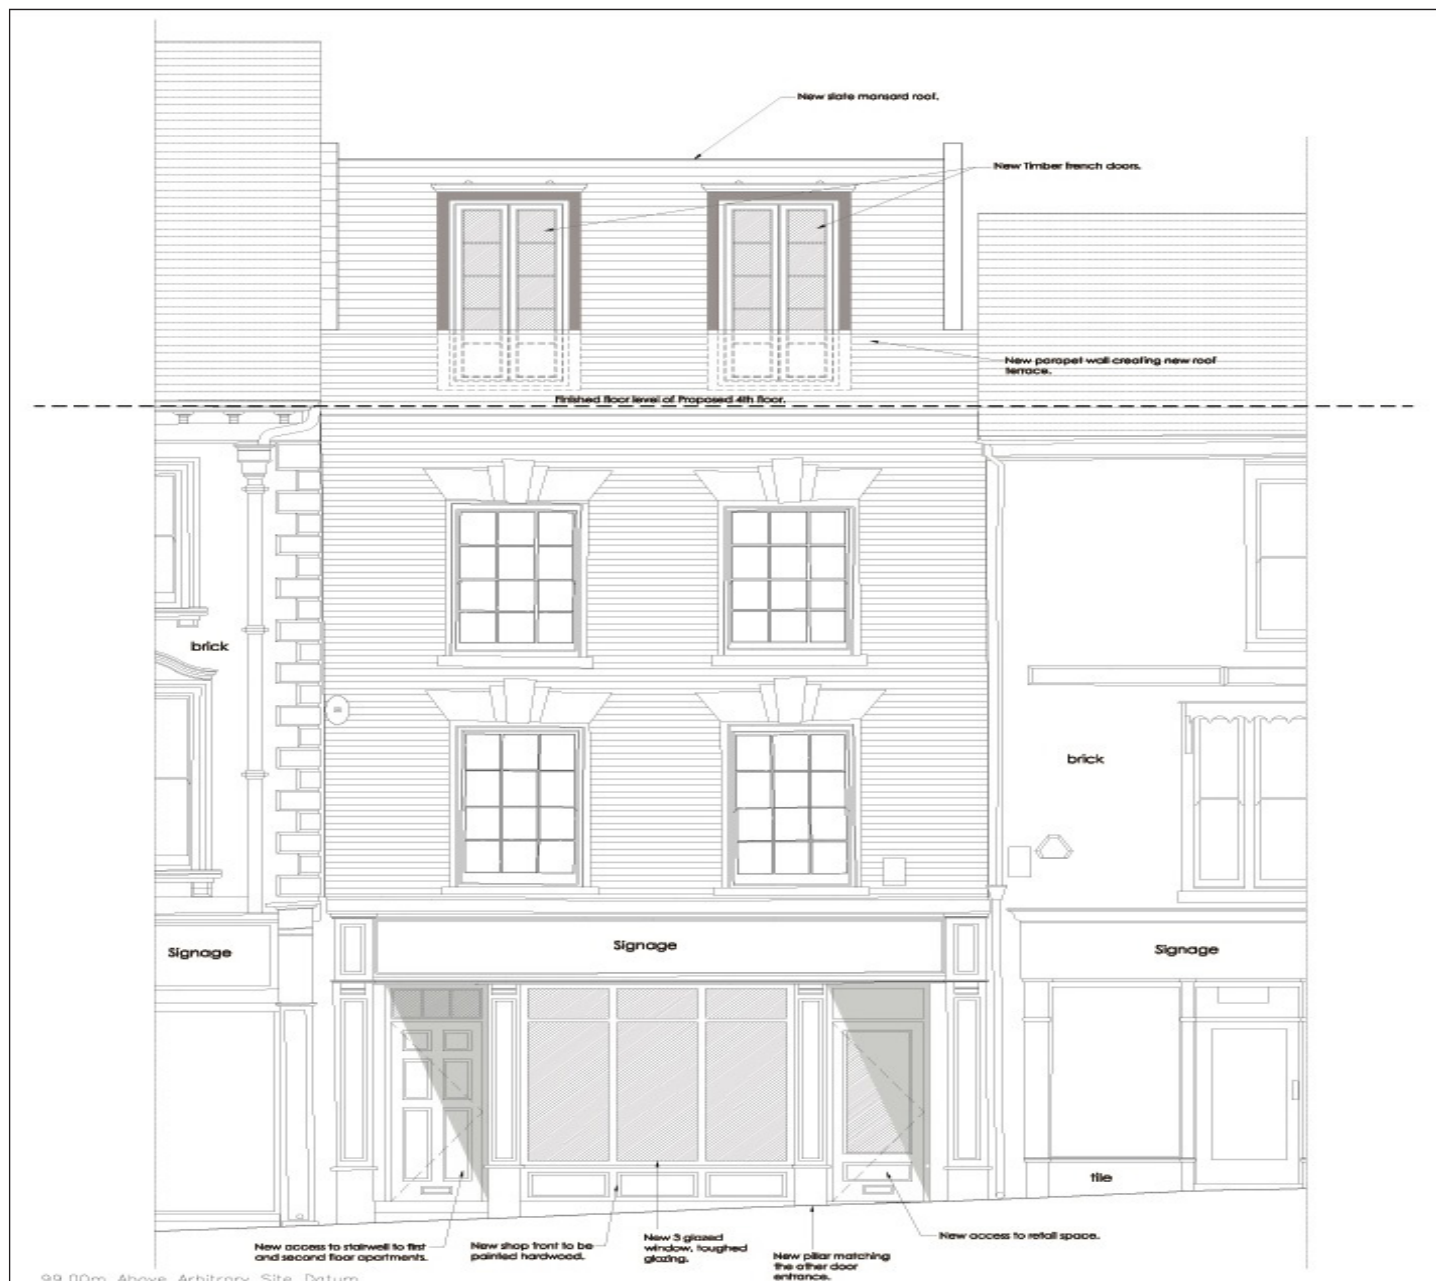 New slate mansard roof.
New Timber french doors.
New parapet wall creating new roof
terrace.
Finished floor level of Proposed 4th floor.
brick
brick
Signage
Signage
Signage
tile
New access to stairwell to first
and second floor apartments.
New shop front to be
painted hardwood.
New 3 glazed
window, toughed
glazing.
New pillar matching
the other door
entrance.
New access to retail space.
99.00m Above Arbitrary Site Datum